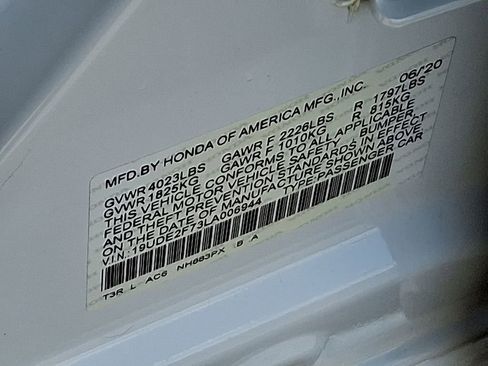 MFD.BY HONDA OF AMERICA MFG.,INC. 06/20
GVWR 4023LBS GAWR F 2226LBS R 1797LBS
GVWR 1825KG GAWR F 1010KG R 815KG
THIS VEHICLE CONFORMS TO ALL APPLICABLE
FEDERAL MOTOR VEHICLE SAFETY, BUMPER,
AND THEFT PREVENTION STANDARDS IN EFFECT
ON THE DATE OF MANUFACTURE SHOWN ABOVE.
V.I.N: 19UDE2F73LA006944 TYPE:PASSENGER CAR
T3R L AC6 NH883PX B A